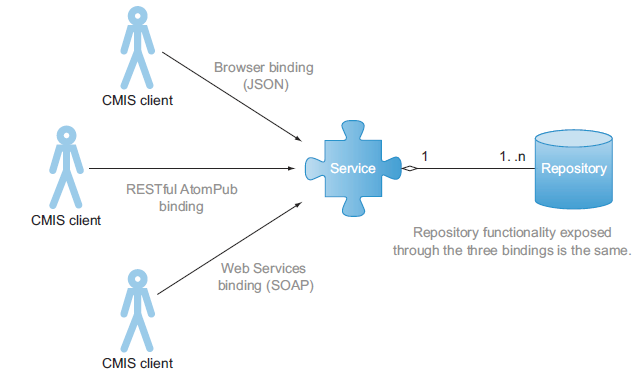 Browser binding
(JSON)
CMIS client
RESTful AtomPub
binding
CMIS client
Service
1
1. .n
Repository
Repository functionality exposed
through the three bindings is the same.
Web Services
binding (SOAP)
CMIS client